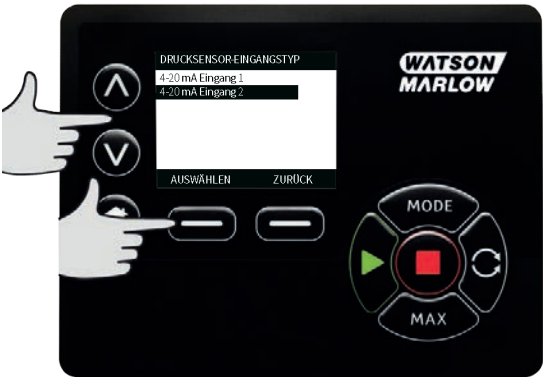 DRUCKSENSOR-EINGANGSTYP
4-20 mA Eingang 1
4-20 mA Eingang 2
AUSWÄHLEN ZURÜCK
WATSON
MARLOW
MODE
MAX